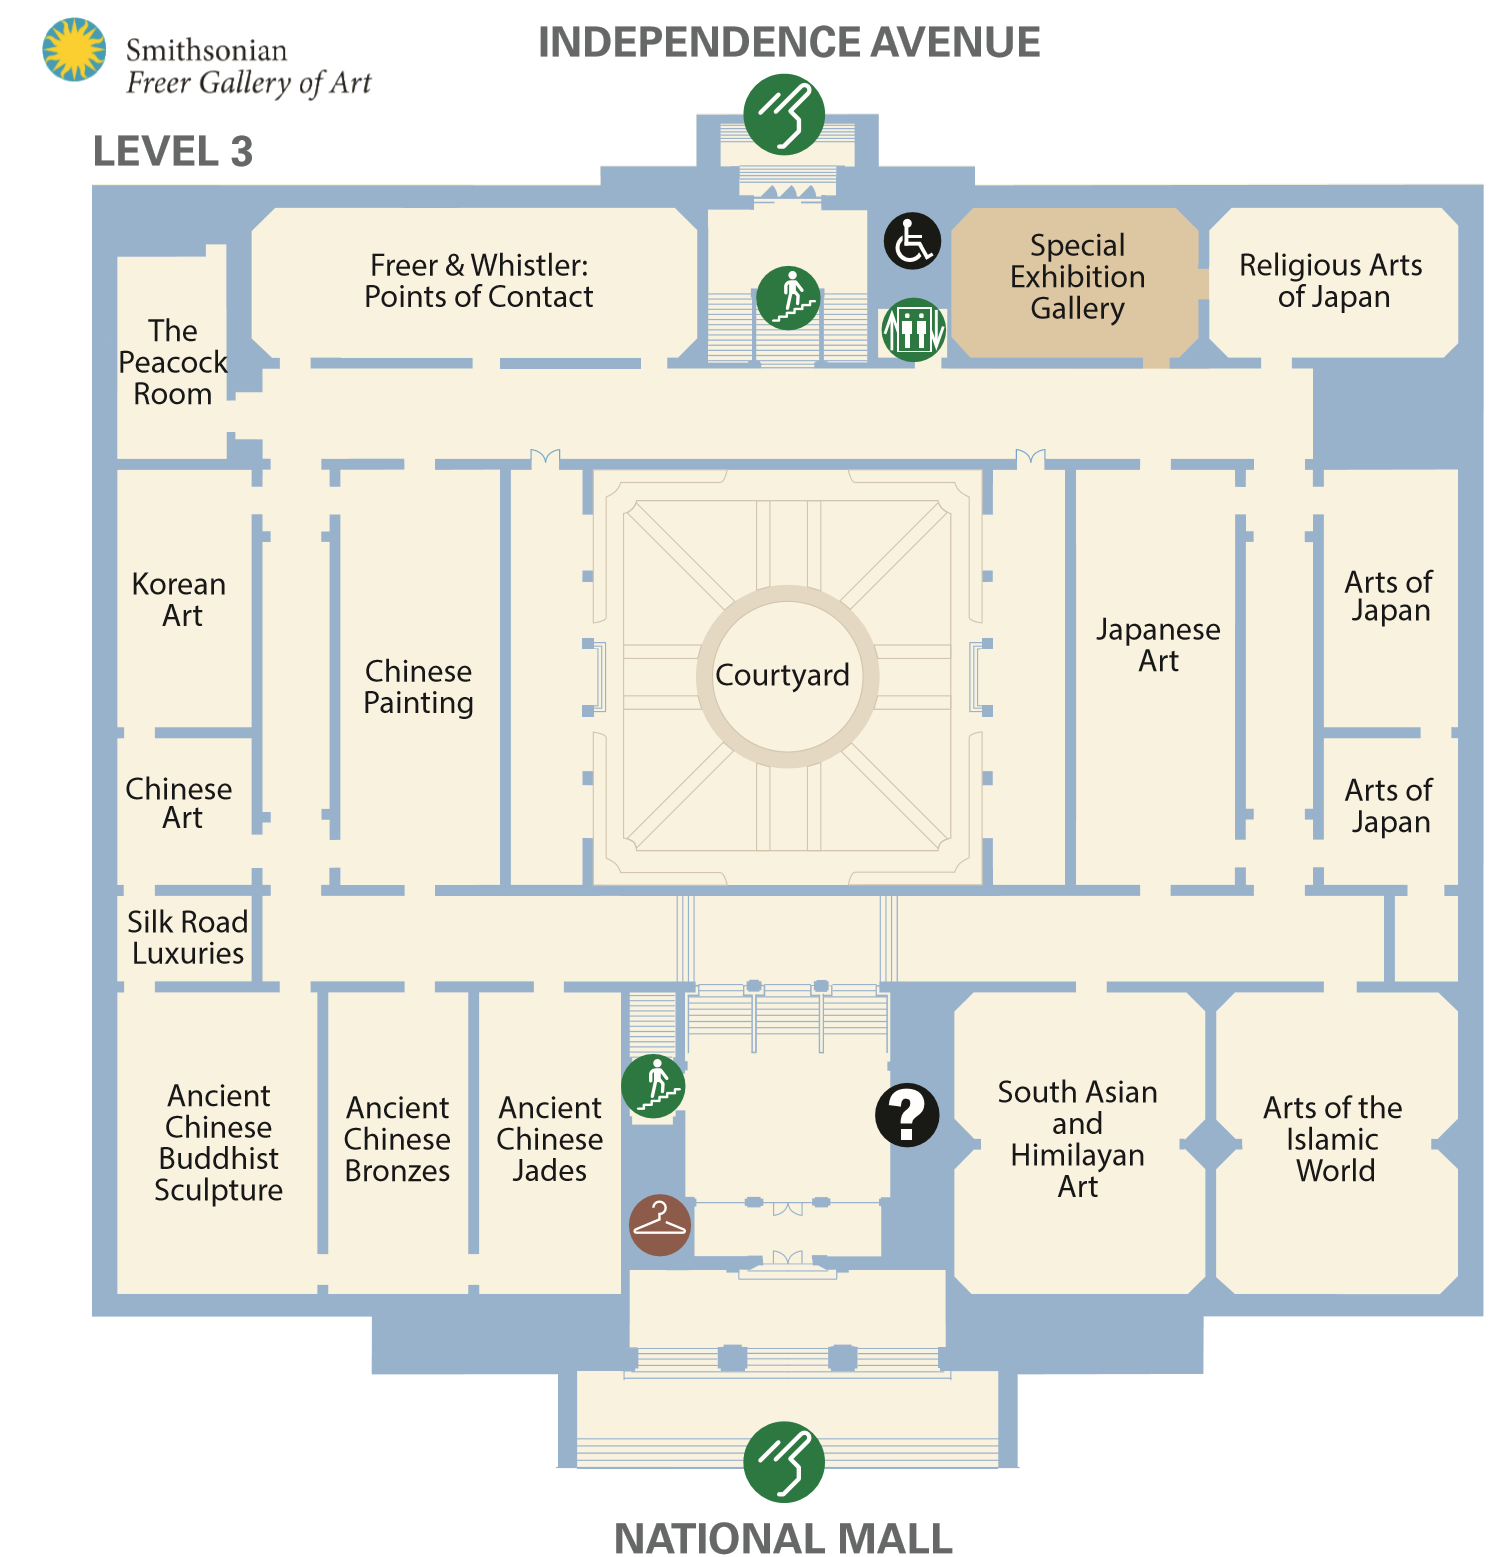 INDEPENDENCE AVENUE
Smithsonian
Freer Gallery of Art
LEVEL 3
Freer & Whistler:
Points of Contact
Special
Exhibition
Gallery
Religious Arts
of Japan
The
Peacock
Room
Korean
Art
Chinese
Painting
Courtyard
Japanese
Art
Arts of
Japan
Chinese
Art
Arts of
Japan
Silk Road
Luxuries
Ancient
Chinese
Buddhist
Sculpture
Ancient
Chinese
Bronzes
Ancient
Chinese
Jades
?
South Asian
and
Himilayan
Art
Arts of the
Islamic
World
NATIONAL MALL